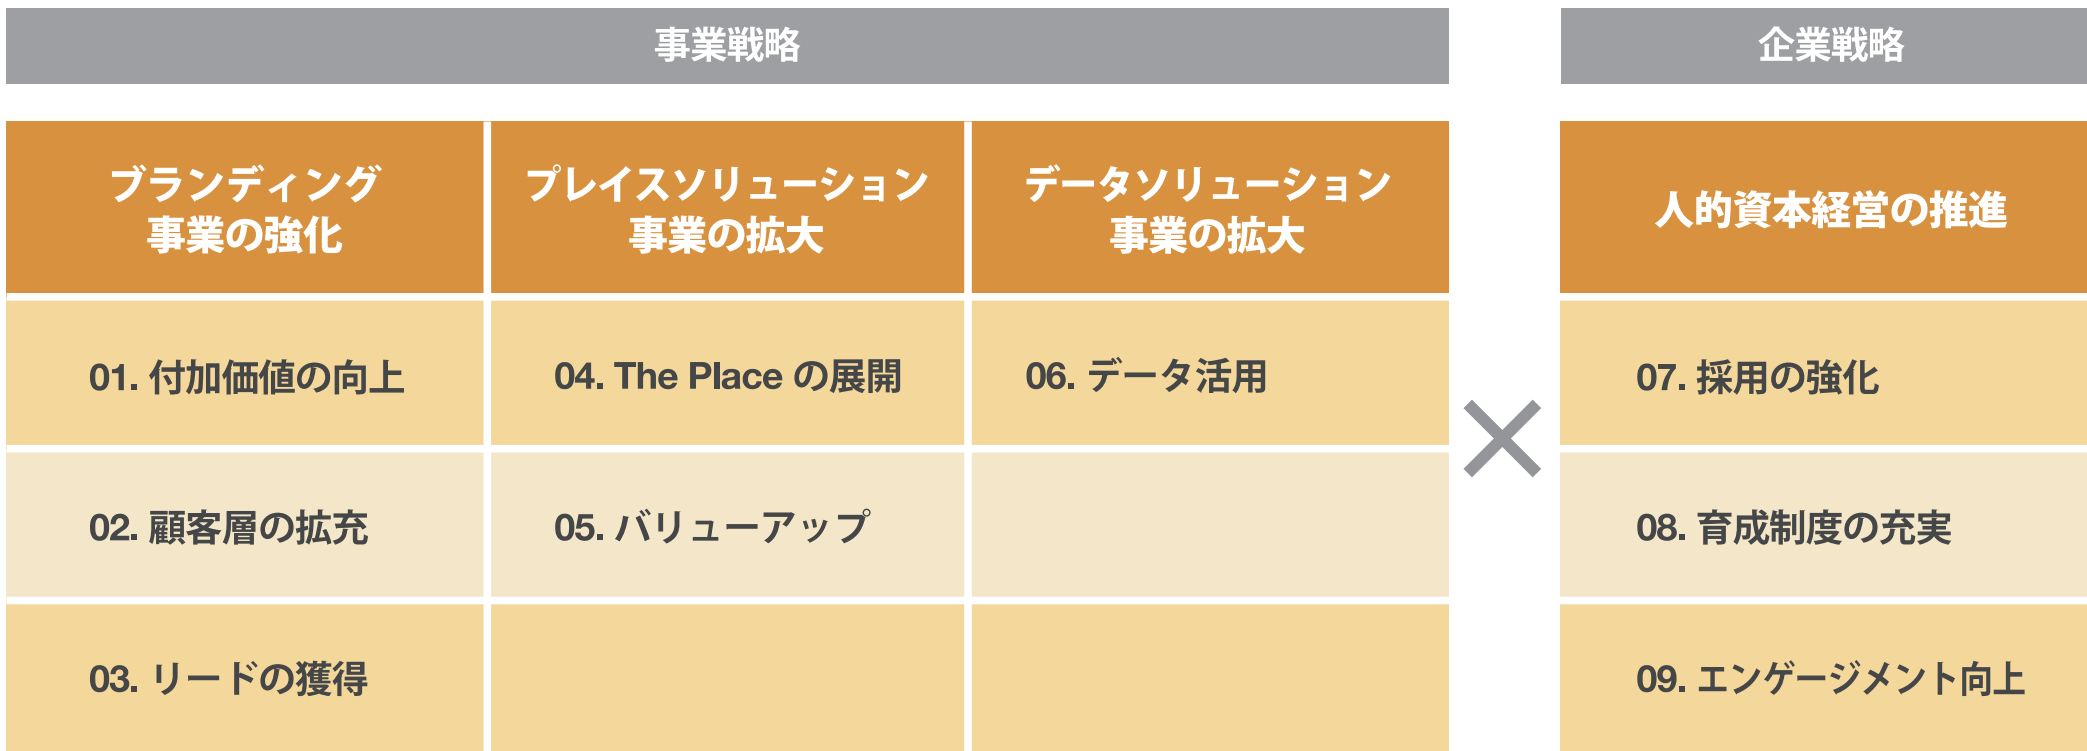 事業戦略
企業戦略
ブランディング
事業の強化
プレイスソリューション
事業の拡大
データソリューション
事業の拡大
人的資本経営の推進
01. 付加価値の向上
04. The Place の展開
06. データ活用
07. 採用の強化
02. 顧客層の拡充
05. バリューアップ
08. 育成制度の充実
03. リードの獲得
09. エンゲージメント向上